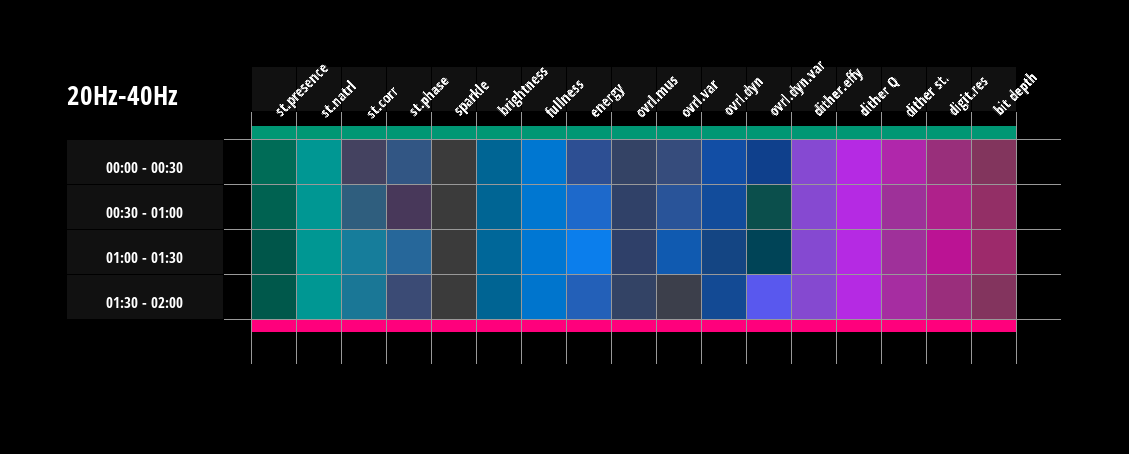 20Hz-40Hz
st.presence
st.natrl
st.corr
st.phase
sparkle
brightness
fullness
energy
ovrl.mus
ovrl.var
ovrl.dyn
ovrl.dyn.var
dither.effy
dither Q
dither st.
digit.res
bit depth
00:00 - 00:30
00:30 - 01:00
01:00 - 01:30
01:30 - 02:00